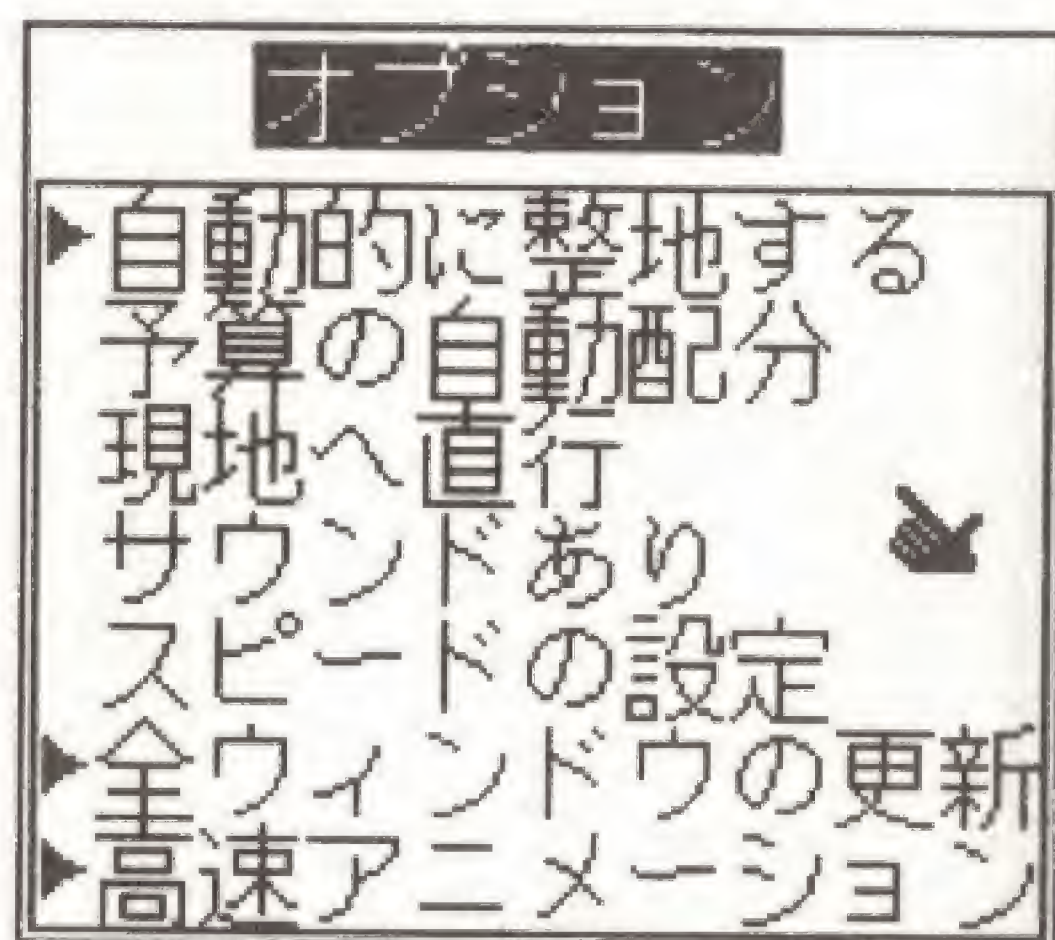 オプション
▶自動的に整地する
予算の自動配分
現地へ直行
サウンドあり
スピードの設定
▶全ウィンドウの更新
▶高速アニメーション